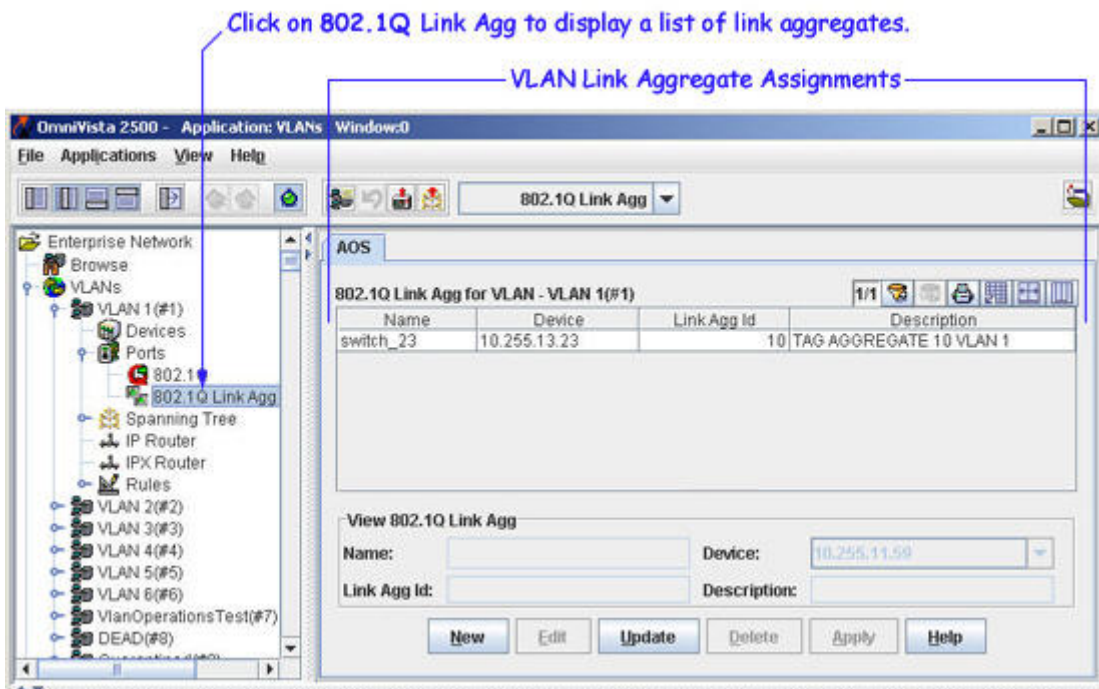 Click on 802.1Q Link Agg to display a list of link aggregates.
VLAN Link Aggregate Assignments
OmniVista 2500 - Application: VLANs Window:0
File Applications View Help
802.1Q Link Agg
Enterprise Network
Browse
VLANs
VLAN 1(#1)
Devices
Ports
802.1
802.1Q Link Agg
Spanning Tree
IP Router
IPX Router
Rules
VLAN 2(#2)
VLAN 3(#3)
VLAN 4(#4)
VLAN 5(#5)
VLAN 6(#6)
VlanOperationsTest(#7)
DEAD(#8)
AOS
802.1Q Link Agg for VLAN - VLAN 1(#1)
1/1
Name Device Link Agg Id Description
switch_23 10.255.13.23 10 TAG AGGREGATE 10 VLAN 1
View 802.1Q Link Agg
Name: Device: 10.255.11.59
Link Agg Id: Description:
New Edit Update Delete Apply Help